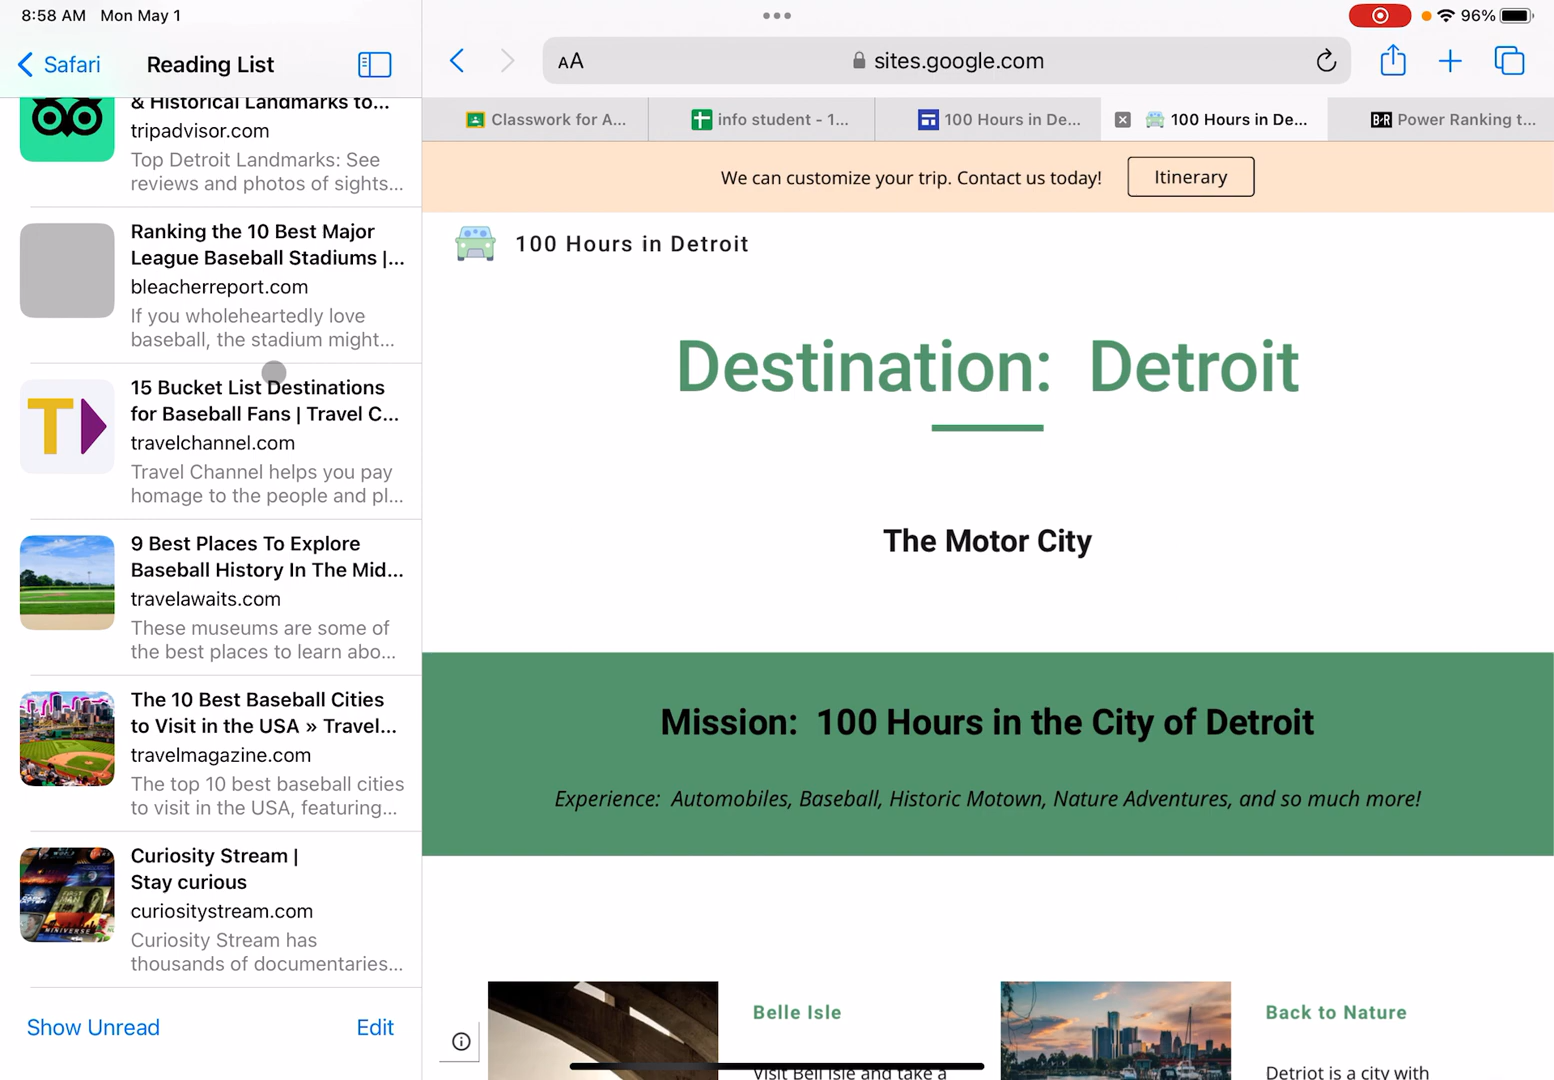 8:58 AM Mon May 1
96%
Safari
Reading List
& Historical Landmarks to...
tripadvisor.com
Top Detroit Landmarks: See
reviews and photos of sights...
Ranking the 10 Best Major
League Baseball Stadiums |...
bleacherreport.com
If you wholeheartedly love
baseball, the stadium might...
15 Bucket List Destinations
for Baseball Fans | Travel C...
travelchannel.com
Travel Channel helps you pay
homage to the people and pl...
9 Best Places To Explore
Baseball History In The Mid...
travelawaits.com
These museums are some of
the best places to learn abo...
The 10 Best Baseball Cities
to Visit in the USA » Travel...
travelmagazine.com
The top 10 best baseball cities
to visit in the USA, featuring...
Curiosity Stream |
Stay curious
curiositystream.com
Curiosity Stream has
thousands of documentaries...
Show Unread
Edit
AA
sites.google.com
Classwork for A...
info student - 1...
100 Hours in De...
100 Hours in De...
B/R Power Ranking t...
We can customize your trip. Contact us today!
Itinerary
100 Hours in Detroit
Destination: Detroit
The Motor City
Mission: 100 Hours in the City of Detroit
Experience: Automobiles, Baseball, Historic Motown, Nature Adventures, and so much more!
Belle Isle
Visit Bell Isle and take a
Back to Nature
Detriot is a city with